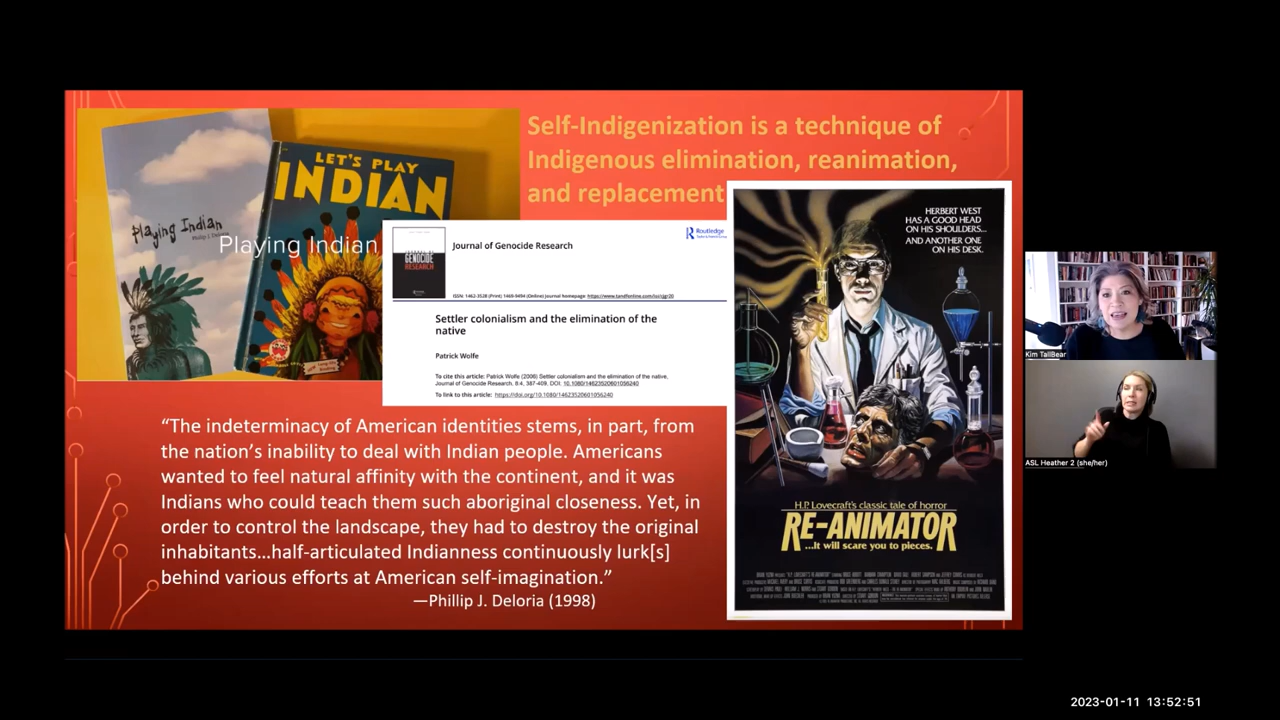 Self-Indigenization is a technique of
Indigenous elimination, reanimation,
and replacement
LET'S PLAY
INDIAN
Playing Indian
Playing Indian
Journal of Genocide Research
Routledge
GENOCIDE
RESEARCH
ISSN: 1462-3528 (Print) 1469-9494 (Online) Journal homepage: https://www.tandfonline.com/loi/cjgr20
Settler colonialism and the elimination of the
native
Patrick Wolfe
To cite this article: Patrick Wolfe (2006) Settler colonialism and the elimination of the native,
Journal of Genocide Research, 8:4, 387-409, DOI: 10.1080/14623520601056240
To link to this article: https://doi.org/10.1080/14623520601056240
HERBERT WEST
HAS A GOOD HEAD
ON HIS SHOULDERS...
AND ANOTHER ONE
ON HIS DESK.
H.P. Lovecraft's classic tale of horror
RE-ANIMATOR
...It will scare you to pieces.
“The indeterminacy of American identities stems, in part, from
the nation’s inability to deal with Indian people. Americans
wanted to feel natural affinity with the continent, and it was
Indians who could teach them such aboriginal closeness. Yet, in
order to control the landscape, they had to destroy the original
inhabitants...half-articulated Indianness continuously lurk[s]
behind various efforts at American self-imagination.”
—Phillip J. Deloria (1998)
Kim TallBear
ASL Heather 2 (she/her)
2023-01-11 13:52:51